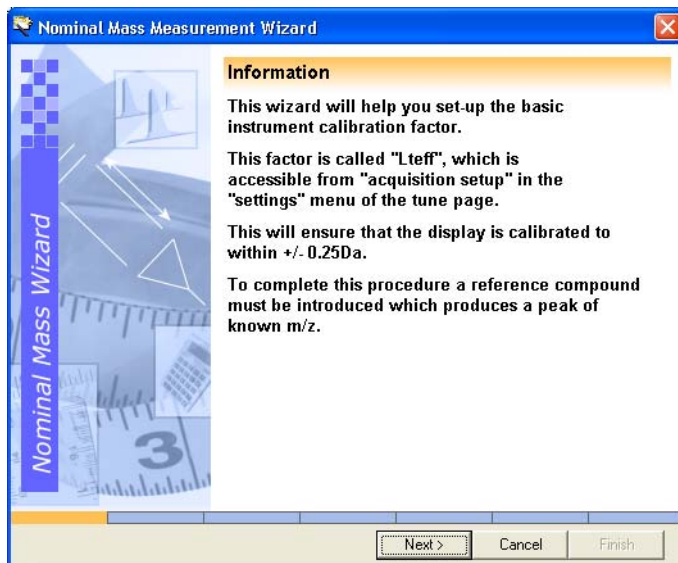 Nominal Mass Measurement Wizard
Nominal Mass Wizard
3
Information
This wizard will help you set-up the basic
instrument calibration factor.
This factor is called "Lteff", which is
accessible from "acquisition setup" in the
"settings" menu of the tune page.
This will ensure that the display is calibrated to
within +/- 0.25Da.
To complete this procedure a reference compound
must be introduced which produces a peak of
known m/z.
Next >
Cancel
Finish